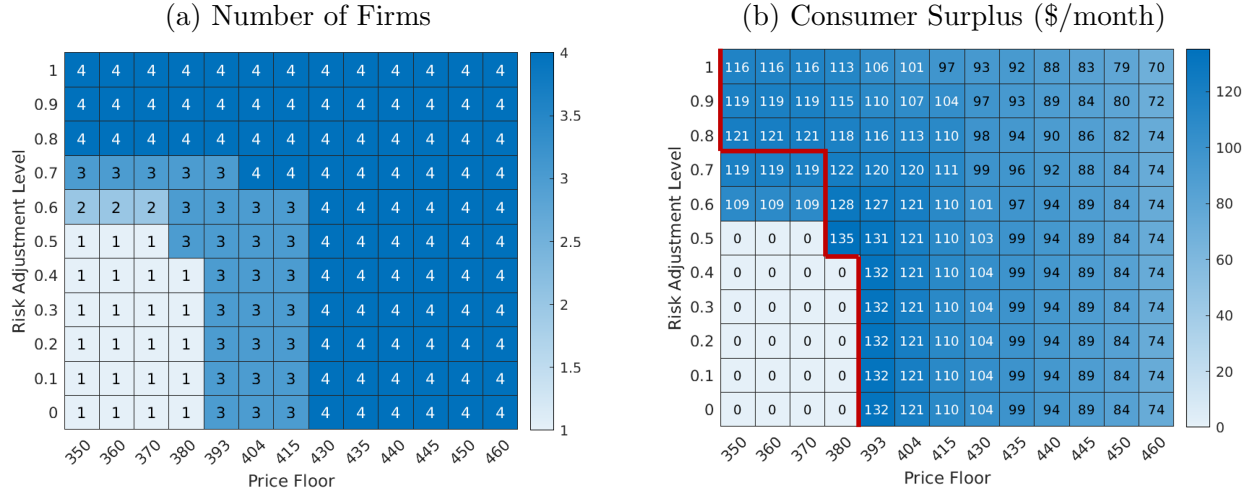 (a) Number of Firms
Risk Adjustment Level
1 4 4 4 4 4 4 4 4 4 4 4 4 4
0.9 4 4 4 4 4 4 4 4 4 4 4 4 4
0.8 4 4 4 4 4 4 4 4 4 4 4 4 4
0.7 3 3 3 3 3 4 4 4 4 4 4 4 4
0.6 2 2 2 3 3 3 3 4 4 4 4 4 4
0.5 1 1 1 3 3 3 3 4 4 4 4 4 4
0.4 1 1 1 1 3 3 3 4 4 4 4 4 4
0.3 1 1 1 1 3 3 3 4 4 4 4 4 4
0.2 1 1 1 1 3 3 3 4 4 4 4 4 4
0.1 1 1 1 1 3 3 3 4 4 4 4 4 4
0 1 1 1 1 3 3 3 4 4 4 4 4 4
350 360 370 380 393 404 415 430 435 440 445 450 460
Price Floor
4
3.5
3
2.5
2
1.5
1
(b) Consumer Surplus ($/month)
Risk Adjustment Level
1 116 116 116 113 106 101 97 93 92 88 83 79 70
0.9 119 119 119 115 110 107 104 97 93 89 84 80 72
0.8 121 121 121 118 116 113 110 98 94 90 86 82 74
0.7 119 119 119 122 120 120 111 99 96 92 88 84 74
0.6 109 109 109 128 127 121 110 101 97 94 89 84 74
0.5 0 0 0 135 131 121 110 103 99 94 89 84 74
0.4 0 0 0 0 132 121 110 104 99 94 89 84 74
0.3 0 0 0 0 132 121 110 104 99 94 89 84 74
0.2 0 0 0 0 132 121 110 104 99 94 89 84 74
0.1 0 0 0 0 132 121 110 104 99 94 89 84 74
0 0 0 0 0 132 121 110 104 99 94 89 84 74
350 360 370 380 393 404 415 430 435 440 445 450 460
Price Floor
120
100
80
60
40
20
0